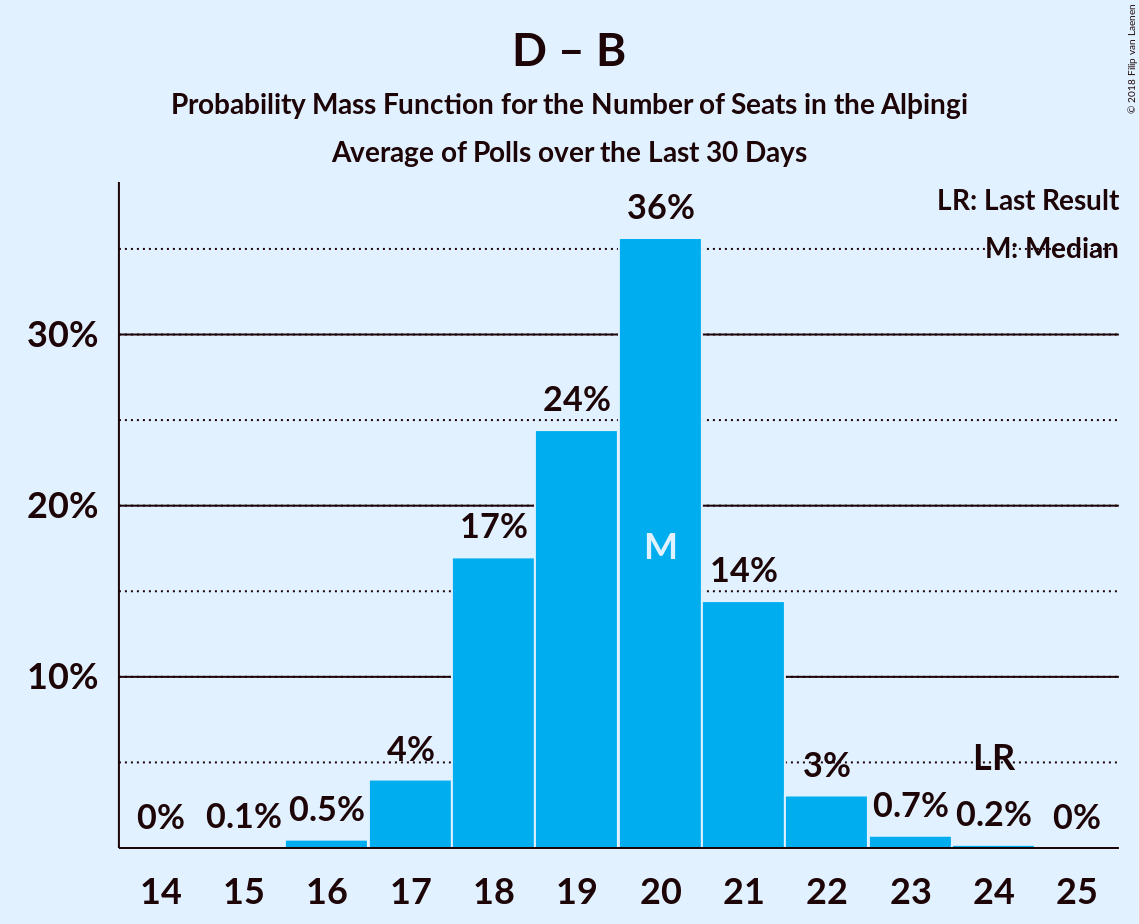 D – B
Probability Mass Function for the Number of Seats in the Alþingi
Average of Polls over the Last 30 Days
© 2018 Filip van Laenen
LR: Last Result
M: Median
30%
20%
10%
0%
0.1%
0.5%
4%
17%
24%
36%
M
14%
3%
0.7%
LR
0.2%
0%
14 15 16 17 18 19 20 21 22 23 24 25